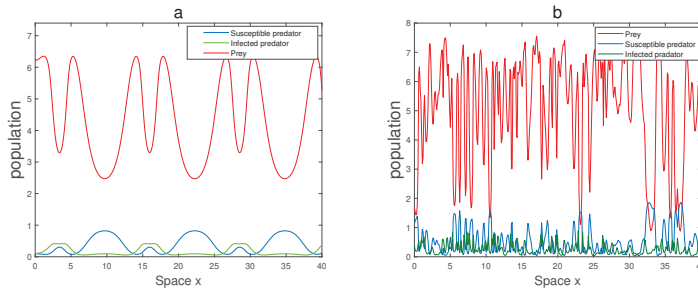 a
population
7
6
5
4
3
2
1
0
0 5 10 15 20 25 30 35 40
Space x
Susceptible predator
Infected predator
Prey
b
population
8
7
6
5
4
3
2
1
0
0 5 10 15 20 25 30 35
Space x
Prey
Susceptible predator
Infected pradator